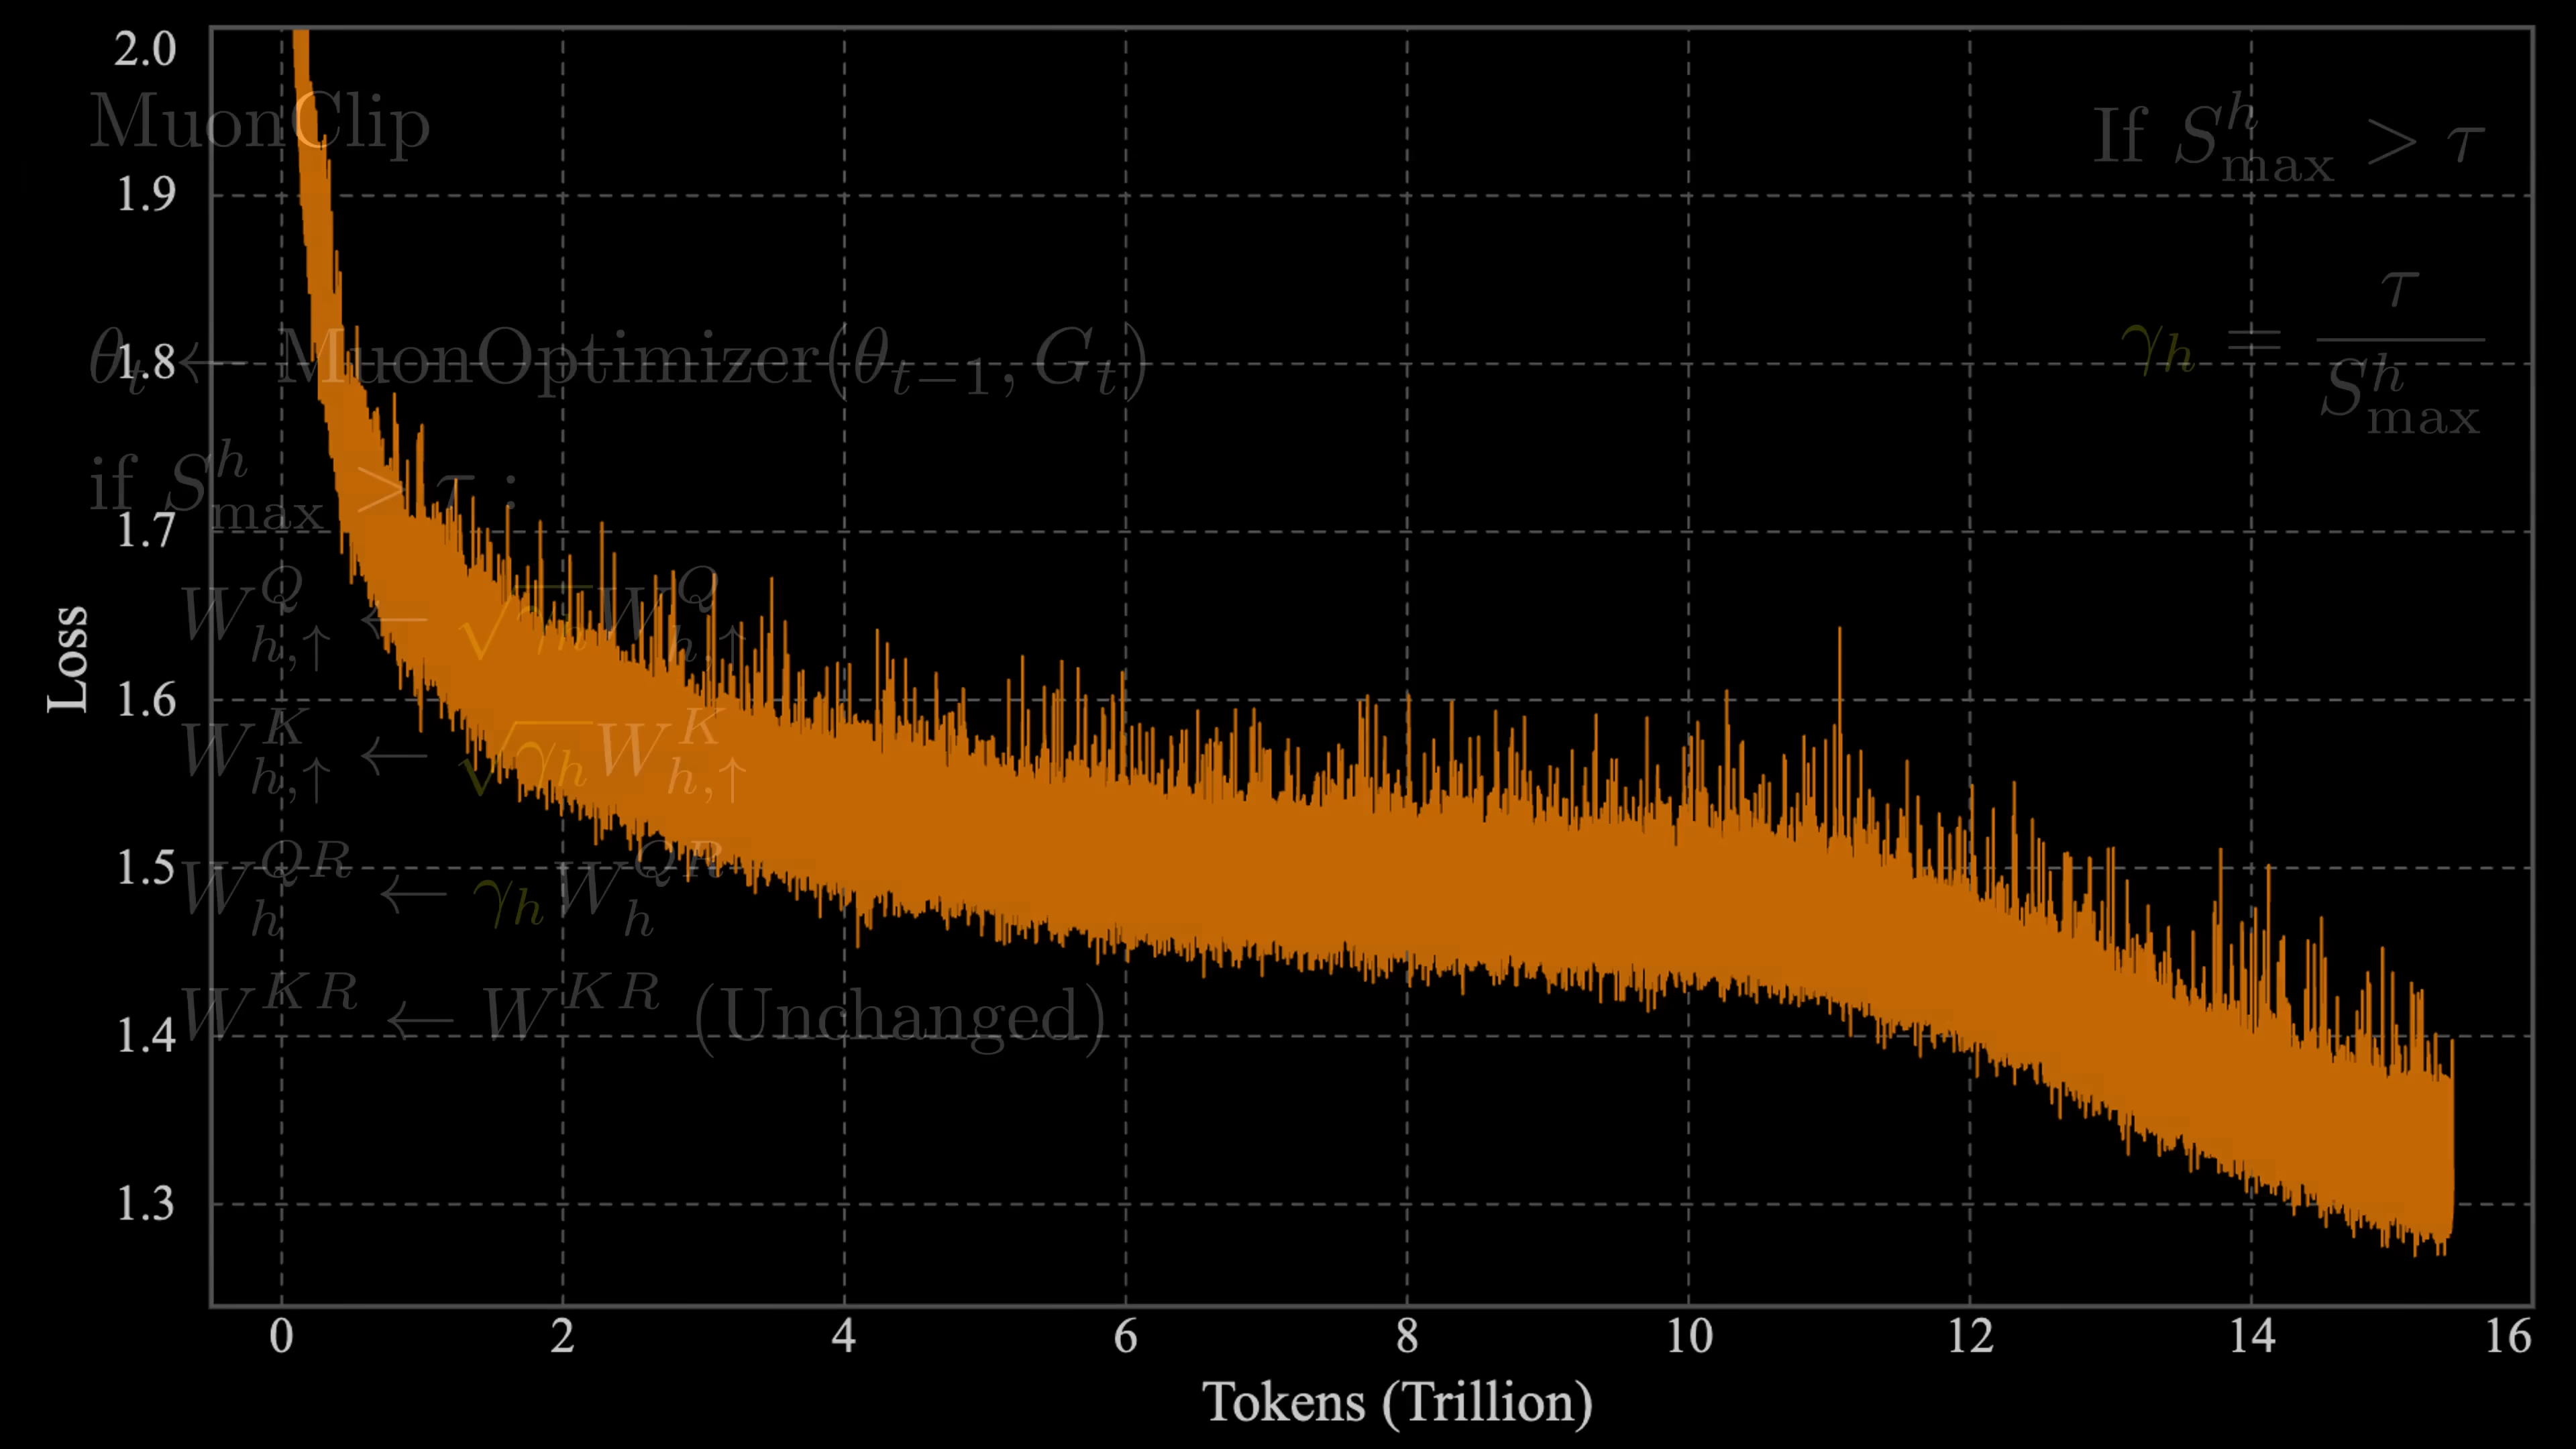 MuonClip
If $S^h_{\max} > \tau$
$\gamma_h = \frac{\tau}{S^h_{\max}}$
$\theta_t \leftarrow \text{MuonOptimizer}(\theta_{t-1}, G_t)$
if $S^h_{\max} > \tau$ :
$W^Q_{h,\uparrow} \leftarrow \sqrt{\gamma_h} W^Q_{h,\uparrow}$
$W^K_{h,\uparrow} \leftarrow \sqrt{\gamma_h} W^K_{h,\uparrow}$
$W^{QR}_h \leftarrow \gamma_h W^{QR}_h$
$W^{KR} \leftarrow W^{KR}$ (Unchanged)
Loss
2.0
1.9
1.8
1.7
1.6
1.5
1.4
1.3
0 2 4 6 8 10 12 14 16
Tokens (Trillion)